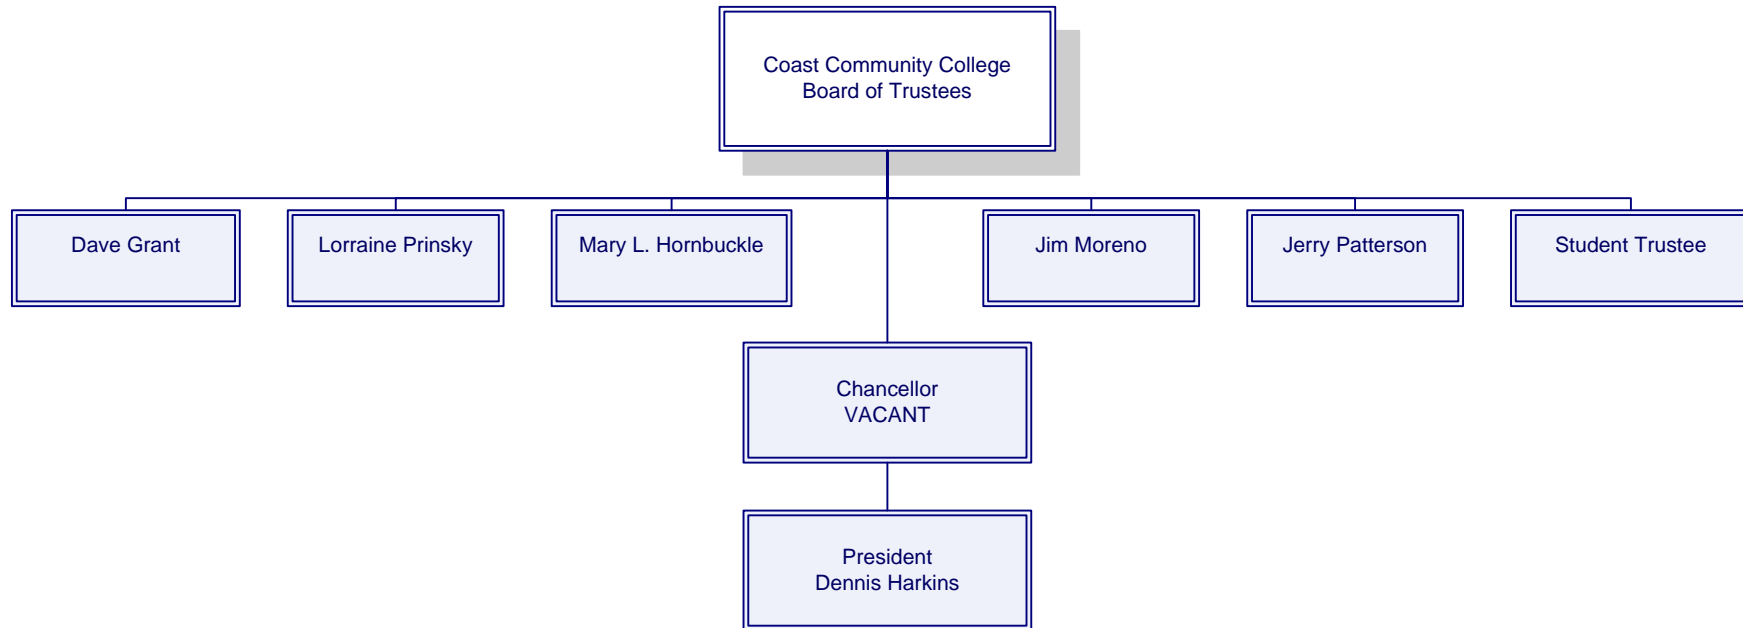 Coast Community College
Board of Trustees
Dave Grant
Lorraine Prinsky
Mary L. Hornbuckle
Jim Moreno
Jerry Patterson
Student Trustee
Chancellor
VACANT
President
Dennis Harkins